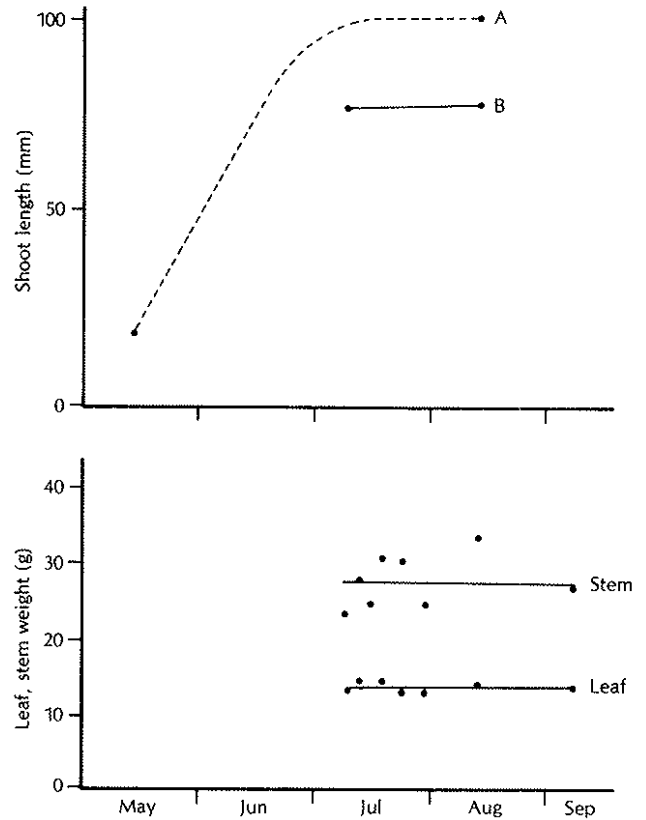 100
A
B
Shoot length (mm)
50
0
40
Leaf, stem weight (g)
30
Stem
20
Leaf
10
0
May Jun Jul Aug Sep